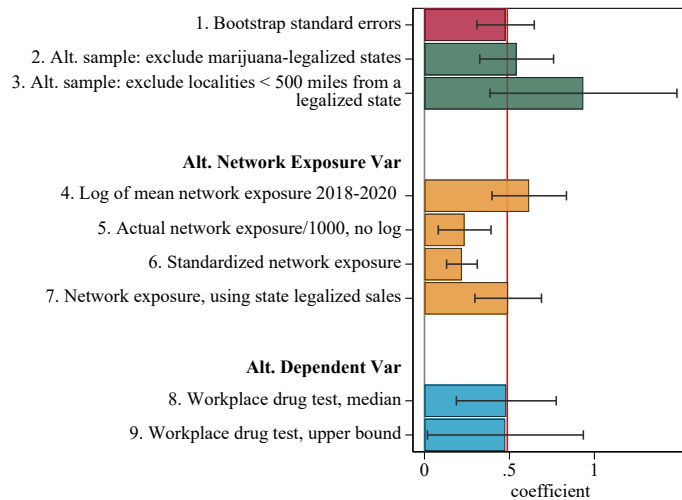 1. Bootstrap standard errors
2. Alt. sample: exclude marijuana-legalized states
3. Alt. sample: exclude localities < 500 miles from a
legalized state
Alt. Network Exposure Var
4. Log of mean network exposure 2018-2020
5. Actual network exposure/1000, no log
6. Standardized network exposure
7. Network exposure, using state legalized sales
Alt. Dependent Var
8. Workplace drug test, median
9. Workplace drug test, upper bound
0 .5 1
coefficient